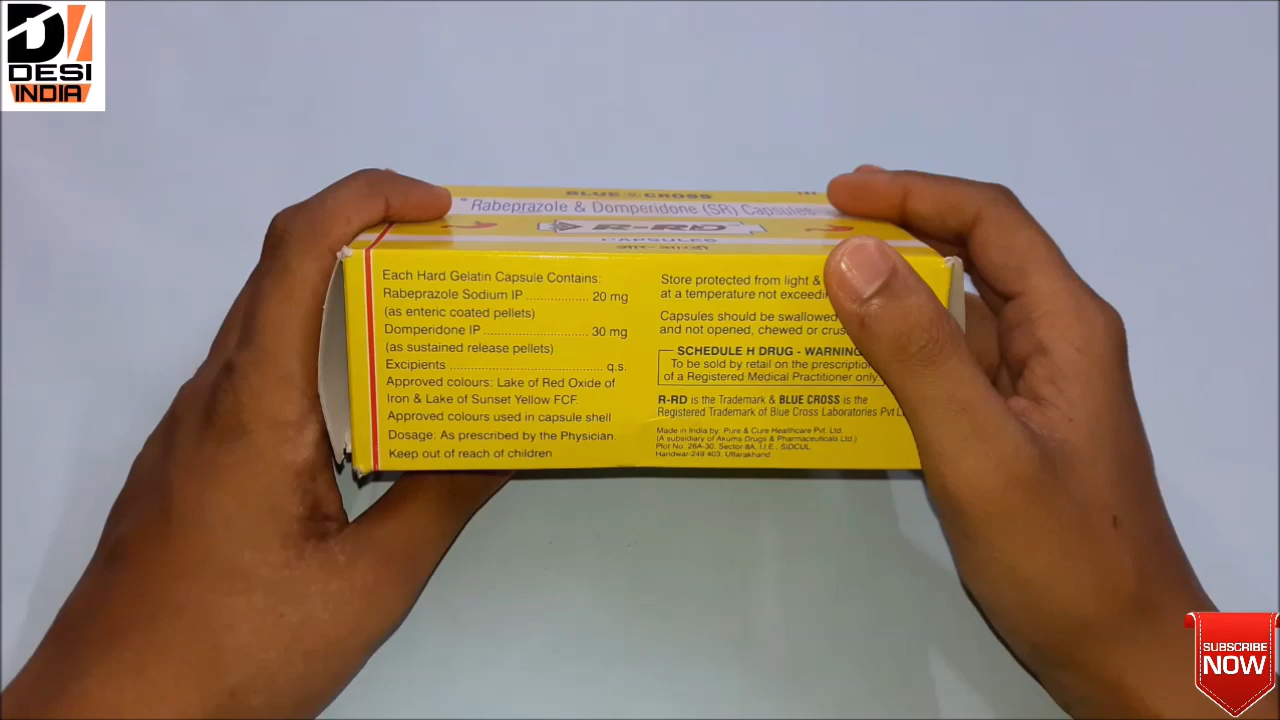 DESI
INDIA
BLUE CROSS
Rabeprazole & Domperidone (SR) Capsules
R-RD
CAPSULES
आर-आरडी
Each Hard Gelatin Capsule Contains:
Rabeprazole Sodium IP ................. 20 mg
(as enteric coated pellets)
Domperidone IP ............................ 30 mg
(as sustained release pellets)
Excipients ........................................ q.s.
Approved colours: Lake of Red Oxide of
Iron & Lake of Sunset Yellow FCF.
Approved colours used in capsule shell
Dosage: As prescribed by the Physician.
Keep out of reach of children
Store protected from light &
at a temperature not exceeding
Capsules should be swallowed
and not opened, chewed or
SCHEDULE H DRUG - WARNING
To be sold by retail on the prescription
of a Registered Medical Practitioner only.
R-RD is the Trademark & BLUE CROSS is the
Registered Trademark of Blue Cross Laboratories Pvt
Made in India by: Pure & Cure Healthcare Pvt. Ltd.
(A subsidiary of Akums Drugs & Pharmaceuticals Ltd.)
Plot No. 26A-30, Sector 8A, I.I.E., SIDCUL,
Haridwar-249 403, Uttarakhand
SUBSCRIBE
NOW